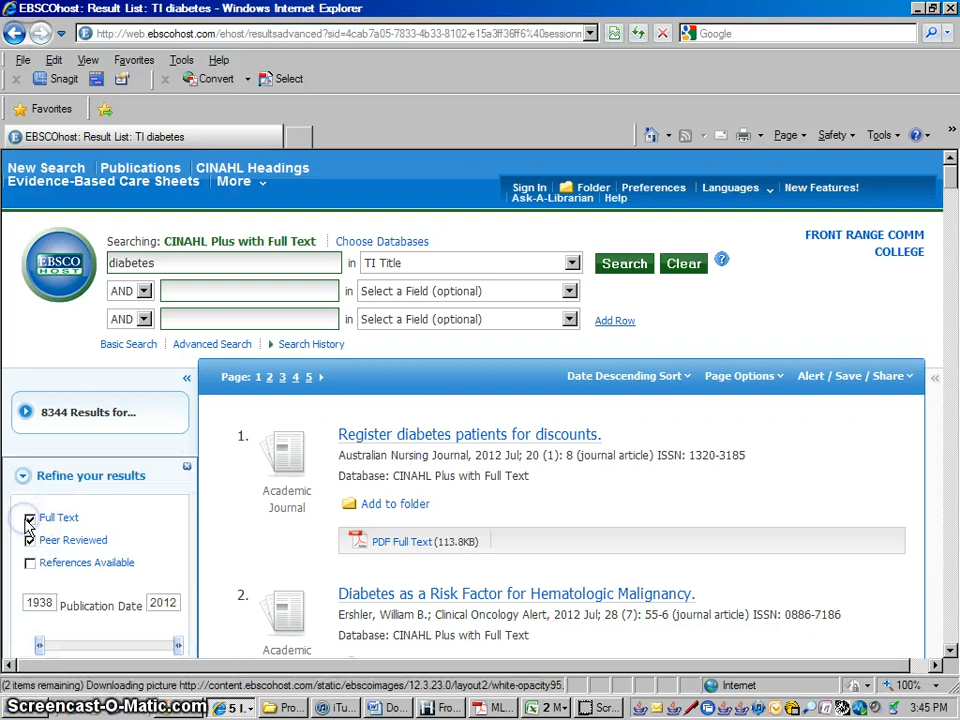 EBSCOhost: Result List: TI diabetes - Windows Internet Explorer
http://web.ebscohost.com/ehost/resultsadvanced?sid=4cab7a05-7833-4b33-8102-e15a3ff36ff6%40sessionm
Google
File Edit View Favorites Tools Help
Snagit Convert Select
Favorites
EBSCOhost: Result List: TI diabetes
Page Safety Tools
New Search Publications CINAHL Headings
Evidence-Based Care Sheets More
Sign In Folder Preferences Languages New Features!
Ask-A-Librarian Help
FRONT RANGE COMM
COLLEGE
EBSCO
HOST
Searching: CINAHL Plus with Full Text Choose Databases
diabetes in TI Title Search Clear
AND in Select a Field (optional)
AND in Select a Field (optional) Add Row
Basic Search Advanced Search Search History
Page: 1 2 3 4 5
Date Descending Sort Page Options Alert / Save / Share
8344 Results for...
Refine your results
Full Text
Peer Reviewed
References Available
1938 Publication Date 2012
1. Register diabetes patients for discounts.
Australian Nursing Journal, 2012 Jul; 20 (1): 8 (journal article) ISSN: 1320-3185
Database: CINAHL Plus with Full Text
Academic
Journal
Add to folder
PDF Full Text (113.8KB)
2. Diabetes as a Risk Factor for Hematologic Malignancy.
Ershler, William B.; Clinical Oncology Alert, 2012 Jul; 28 (7): 55-6 (journal article) ISSN: 0886-7186
Database: CINAHL Plus with Full Text
Academic
(2 items remaining) Downloading picture http://content.ebscohost.com/static/ebscoimages/12.3.23.0/layout2/white-opacity95.
Internet 100%
Screencast-O-Matic.com
5 I. Pro... iTu... Do... Fro... ML... 2 M Scr...
3:45 PM